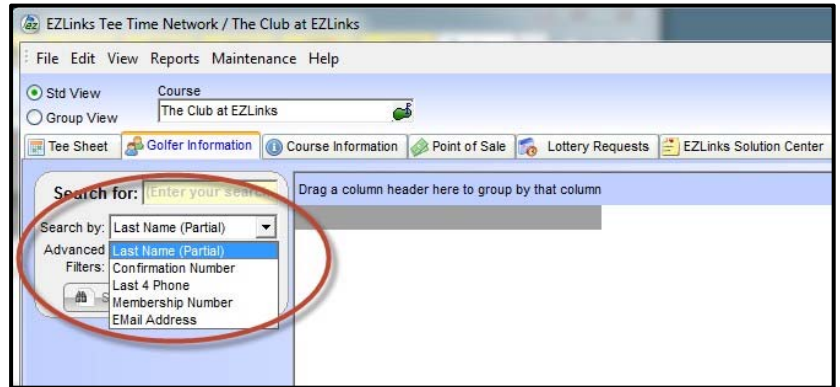 EZLinks Tee Time Network / The Club at EZLinks
File Edit View Reports Maintenance Help
Std View
Course
Group View
The Club at EZLinks
Tee Sheet
Golfer Information
Course Information
Point of Sale
Lottery Requests
EZLinks Solution Center
Search for: (Enter your search
Drag a column header here to group by that column
Search by: Last Name (Partial)
Advanced
Filters:
Last Name (Partial)
Confirmation Number
Last 4 Phone
Membership Number
EMail Address